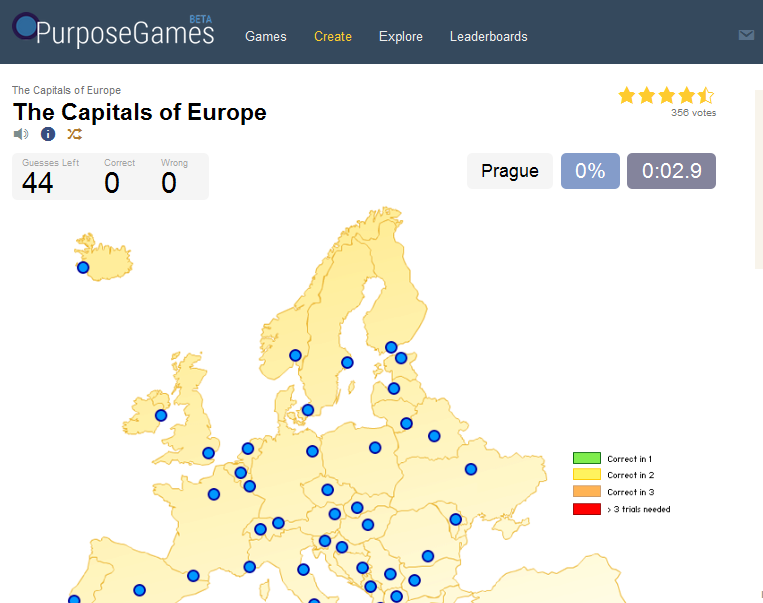 BETA
PurposeGames
Games Create Explore Leaderboards
The Capitals of Europe
The Capitals of Europe
356 votes
Guesses Left Correct Wrong
44 0 0
Prague 0% 0:02.9
Correct in 1
Correct in 2
Correct in 3
> 3 trials needed